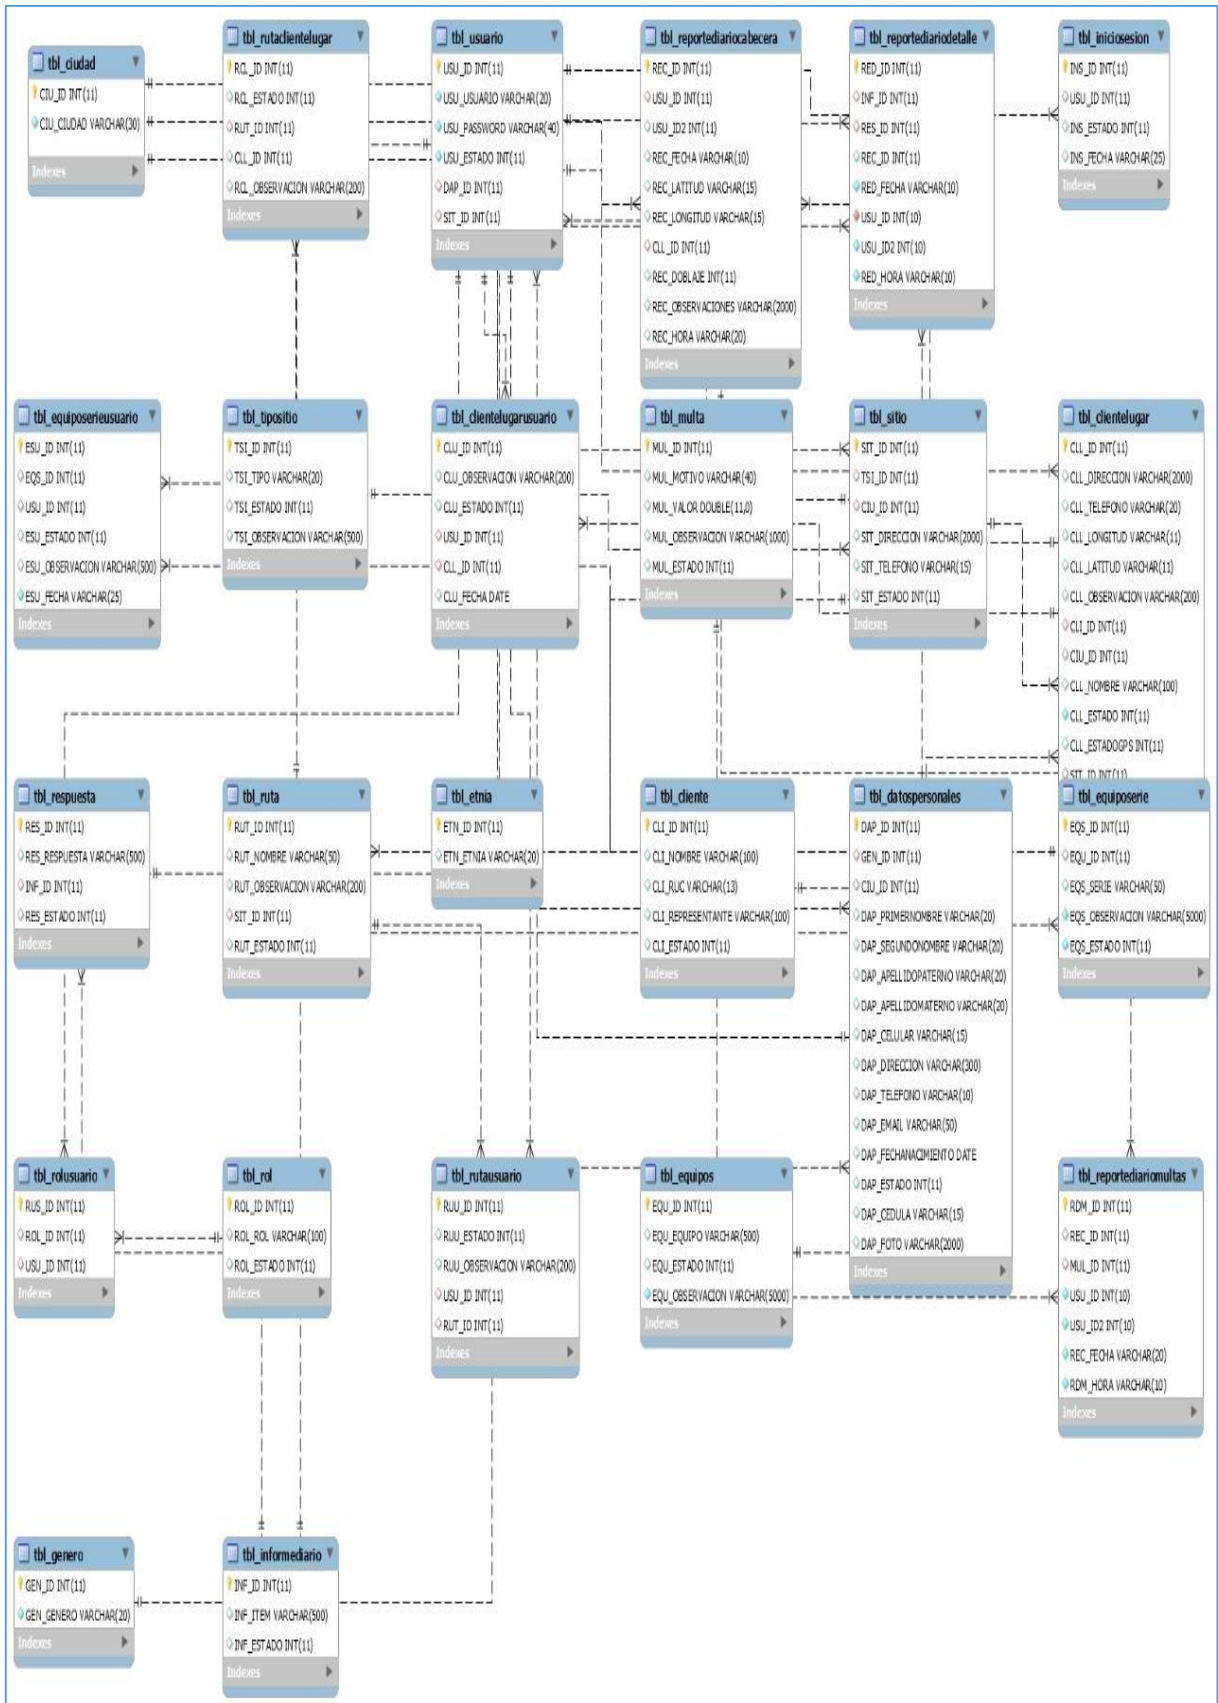 tbl_ciudad
CIU_ID INT(11)
CIU_CIUDAD VARCHAR(30)
Indexes
tbl_rutaclientelugar
RCL_ID INT(11)
RCL_ESTADO INT(11)
RUT_ID INT(11)
CLL_ID INT(11)
RCL_OBSERVACION VARCHAR(200)
Indexes
tbl_usuario
USU_ID INT(11)
USU_USUARIO VARCHAR(20)
USU_PASSWORD VARCHAR(40)
USU_ESTADO INT(11)
DAP_ID INT(11)
SIT_ID INT(11)
Indexes
tbl_reportediariocabecera
REC_ID INT(11)
USU_ID INT(11)
USU_ID2 INT(11)
REC_FECHA VARCHAR(10)
REC_LATITUD VARCHAR(15)
REC_LONGITUD VARCHAR(15)
CLL_ID INT(11)
REC_DOBLAJE INT(11)
REC_OBSERVACIONES VARCHAR(2000)
REC_HORA VARCHAR(20)
Indexes
tbl_reportediariodetalle
RED_ID INT(11)
INF_ID INT(11)
RES_ID INT(11)
REC_ID INT(11)
RED_FECHA VARCHAR(10)
USU_ID INT(10)
USU_ID2 INT(10)
RED_HORA VARCHAR(10)
Indexes
tbl_iniciosesion
INS_ID INT(11)
USU_ID INT(11)
INS_ESTADO INT(11)
INS_FECHA VARCHAR(25)
Indexes
tbl_equiposerieusuario
ESU_ID INT(11)
EQS_ID INT(11)
USU_ID INT(11)
ESU_ESTADO INT(11)
ESU_OBSERVACION VARCHAR(500)
ESU_FECHA VARCHAR(25)
Indexes
tbl_tipositio
TSI_ID INT(11)
TSI_TIPO VARCHAR(20)
TSI_ESTADO INT(11)
TSI_OBSERVACION VARCHAR(500)
Indexes
tbl_clientelugarusuario
CLU_ID INT(11)
CLU_OBSERVACION VARCHAR(200)
CLU_ESTADO INT(11)
USU_ID INT(11)
CLL_ID INT(11)
CLU_FECHA DATE
Indexes
tbl_multa
MUL_ID INT(11)
MUL_MOTIVO VARCHAR(40)
MUL_VALOR DOUBLE(11,0)
MUL_OBSERVACION VARCHAR(1000)
MUL_ESTADO INT(11)
Indexes
tbl_sitio
SIT_ID INT(11)
TSI_ID INT(11)
CIU_ID INT(11)
SIT_DIRECCION VARCHAR(2000)
SIT_TELEFONO VARCHAR(15)
SIT_ESTADO INT(11)
Indexes
tbl_clientelugar
CLL_ID INT(11)
CLL_DIRECCION VARCHAR(2000)
CLL_TELEFONO VARCHAR(20)
CLL_LONGITUD VARCHAR(11)
CLL_LATITUD VARCHAR(11)
CLL_OBSERVACION VARCHAR(200)
CLI_ID INT(11)
CIU_ID INT(11)
CLL_NOMBRE VARCHAR(100)
CLL_ESTADO INT(11)
CLL_ESTADOGPS INT(11)
SIT_ID INT(11)
tbl_respuesta
RES_ID INT(11)
RES_RESPUESTA VARCHAR(500)
INF_ID INT(11)
RES_ESTADO INT(11)
Indexes
tbl_ruta
RUT_ID INT(11)
RUT_NOMBRE VARCHAR(50)
RUT_OBSERVACION VARCHAR(200)
SIT_ID INT(11)
RUT_ESTADO INT(11)
Indexes
tbl_etnia
ETN_ID INT(11)
ETN_ETNIA VARCHAR(20)
Indexes
tbl_cliente
CLI_ID INT(11)
CLI_NOMBRE VARCHAR(100)
CLI_RUC VARCHAR(13)
CLI_REPRESENTANTE VARCHAR(100)
CLI_ESTADO INT(11)
Indexes
tbl_datospersonales
DAP_ID INT(11)
GEN_ID INT(11)
CIU_ID INT(11)
DAP_PRIMERNOMBRE VARCHAR(20)
DAP_SEGUNDONOMBRE VARCHAR(20)
DAP_APELLIDOPATERNO VARCHAR(20)
DAP_APELLIDOMATERNO VARCHAR(20)
DAP_CELULAR VARCHAR(15)
DAP_DIRECCION VARCHAR(300)
DAP_TELEFONO VARCHAR(10)
DAP_EMAIL VARCHAR(50)
DAP_FECHANACIMIENTO DATE
DAP_ESTADO INT(11)
DAP_CEDULA VARCHAR(15)
DAP_FOTO VARCHAR(2000)
Indexes
tbl_equiposerie
EQS_ID INT(11)
EQU_ID INT(11)
EQS_SERIE VARCHAR(50)
EQS_OBSERVACION VARCHAR(5000)
EQS_ESTADO INT(11)
Indexes
tbl_rolusuario
RUS_ID INT(11)
ROL_ID INT(11)
USU_ID INT(11)
Indexes
tbl_rol
ROL_ID INT(11)
ROL_ROL VARCHAR(100)
ROL_ESTADO INT(11)
Indexes
tbl_rutausuario
RUU_ID INT(11)
RUU_ESTADO INT(11)
RUU_OBSERVACION VARCHAR(200)
USU_ID INT(11)
RUT_ID INT(11)
Indexes
tbl_equipos
EQU_ID INT(11)
EQU_EQUIPO VARCHAR(500)
EQU_ESTADO INT(11)
EQU_OBSERVACION VARCHAR(5000)
Indexes
tbl_reportediariomultas
RDM_ID INT(11)
REC_ID INT(11)
MUL_ID INT(11)
USU_ID INT(10)
USU_ID2 INT(10)
REC_FECHA VARCHAR(20)
RDM_HORA VARCHAR(10)
Indexes
tbl_genero
GEN_ID INT(11)
GEN_GENERO VARCHAR(20)
Indexes
tbl_informediario
INF_ID INT(11)
INF_ITEM VARCHAR(500)
INF_ESTADO INT(11)
Indexes